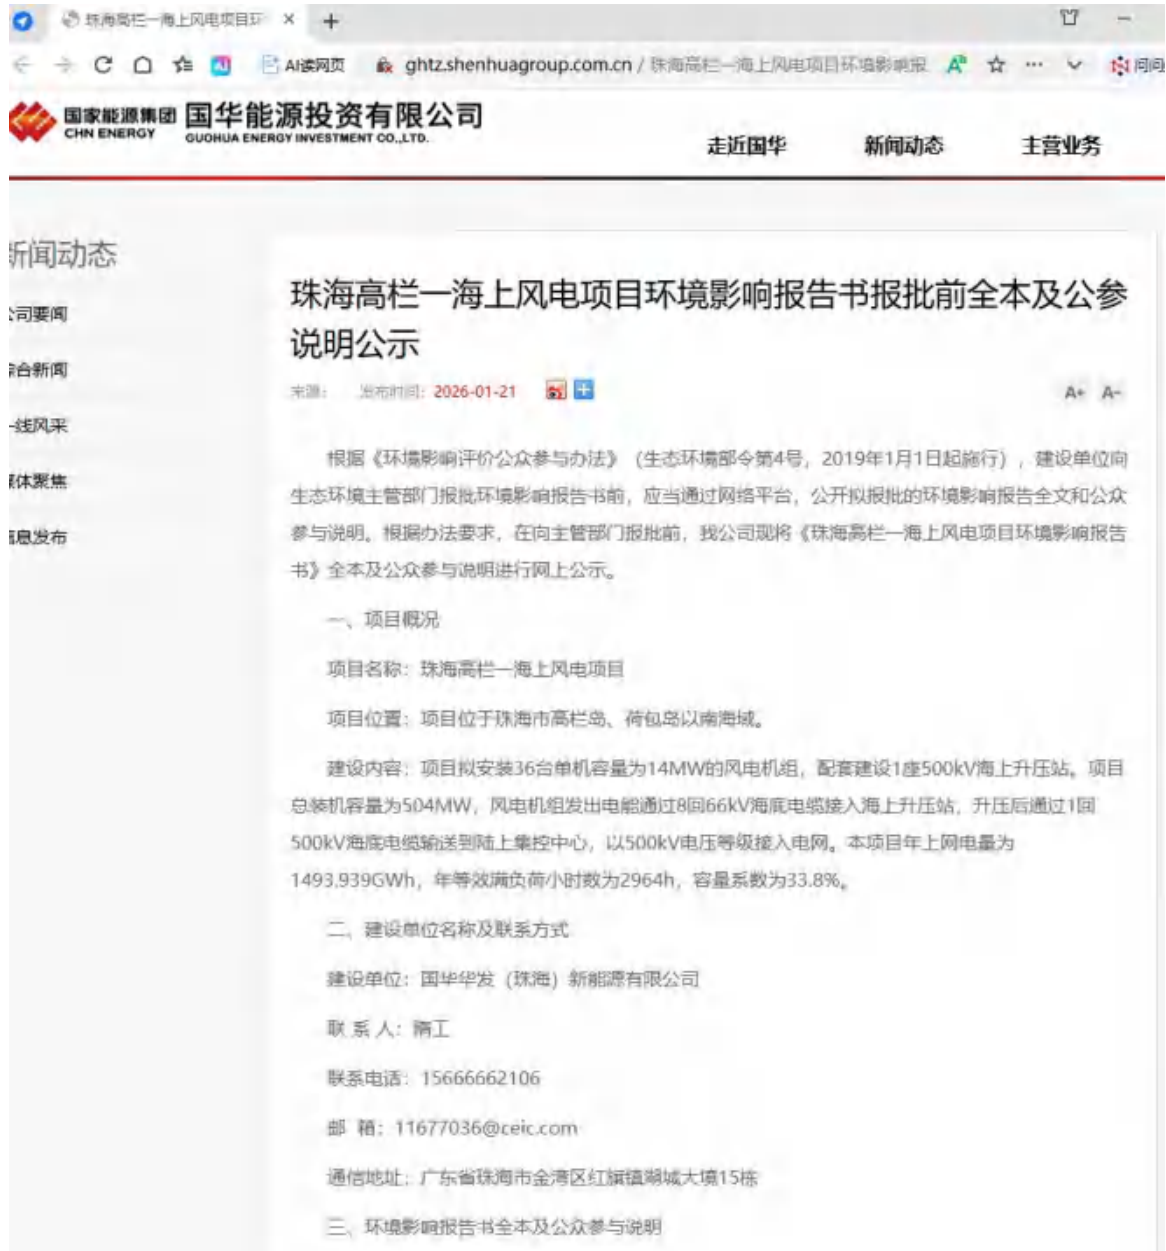 珠海高栏一海上风电项目环
AI读网页
ghtz.shenhuagroup.com.cn / 珠海高栏一海上风电项目环境影响报
问问
国家能源集团
CHN ENERGY
国华能源投资有限公司
GUOHUA ENERGY INVESTMENT CO.,LTD.
走近国华
新闻动态
主营业务
新闻动态
公司要闻
综合新闻
一线风采
媒体聚焦
信息发布
珠海高栏一海上风电项目环境影响报告书报批前全本及公参
说明公示
来源： 发布时间：2026-01-21
A+ A-
根据《环境影响评价公众参与办法》（生态环境部令第4号，2019年1月1日起施行），建设单位向
生态环境主管部门报批环境影响报告书前，应当通过网络平台，公开拟报批的环境影响报告全文和公众
参与说明。根据办法要求，在向主管部门报批前，我公司现将《珠海高栏一海上风电项目环境影响报告
书》全本及公众参与说明进行网上公示。
一、项目概况
项目名称：珠海高栏一海上风电项目
项目位置：项目位于珠海市高栏岛、荷包岛以南海域。
建设内容：项目拟安装36台单机容量为14MW的风电机组，配套建设1座500kV海上升压站。项目
总装机容量为504MW，风电机组发出电能通过8回66kV海底电缆接入海上升压站，升压后通过1回
500kV海底电缆输送到陆上集控中心，以500kV电压等级接入电网。本项目年上网电量为
1493.939GWh，年等效满负荷小时数为2964h，容量系数为33.8%。
二、建设单位名称及联系方式
建设单位：国华华发（珠海）新能源有限公司
联 系 人：隋工
联系电话：15666662106
邮 箱：11677036@ceic.com
通信地址：广东省珠海市金湾区红旗镇湖城大境15栋
三、环境影响报告书全本及公众参与说明